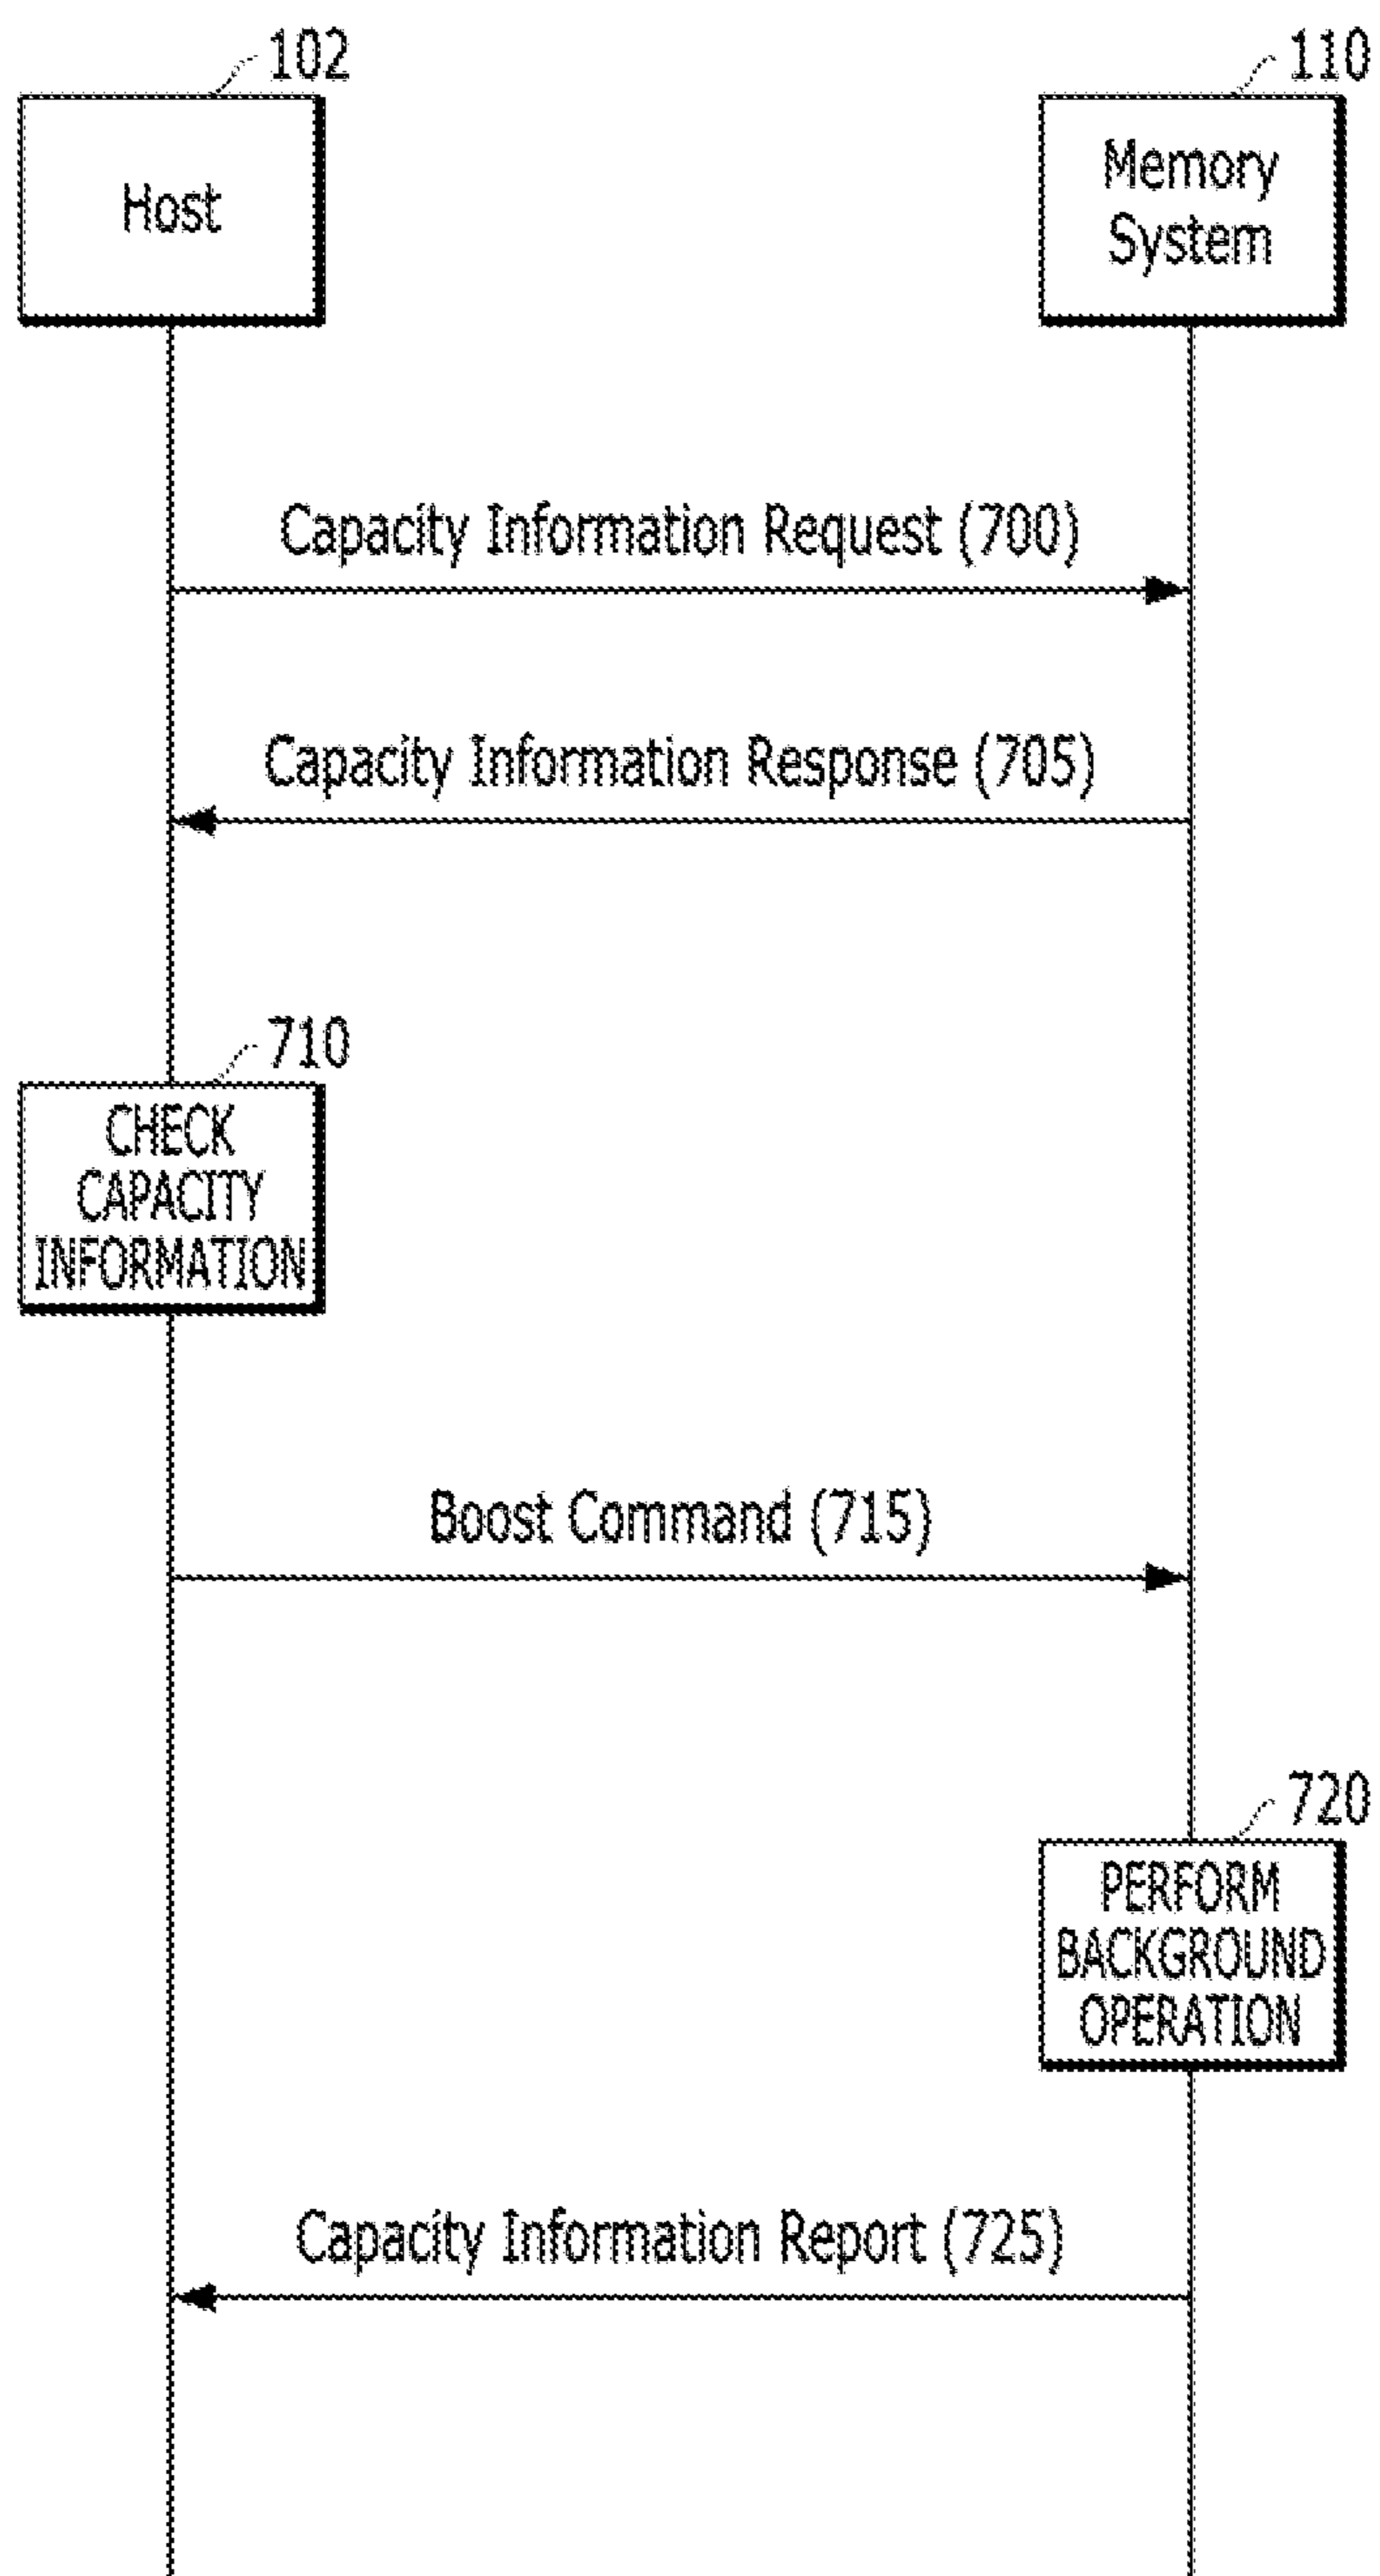 102
110
Host
Memory
System
Capacity Information Request (700)
Capacity Information Response (705)
710
CHECK
CAPACITY
INFORMATION
Boost Command (715)
720
PERFORM
BACKGROUND
OPERATION
Capacity Information Report (725)